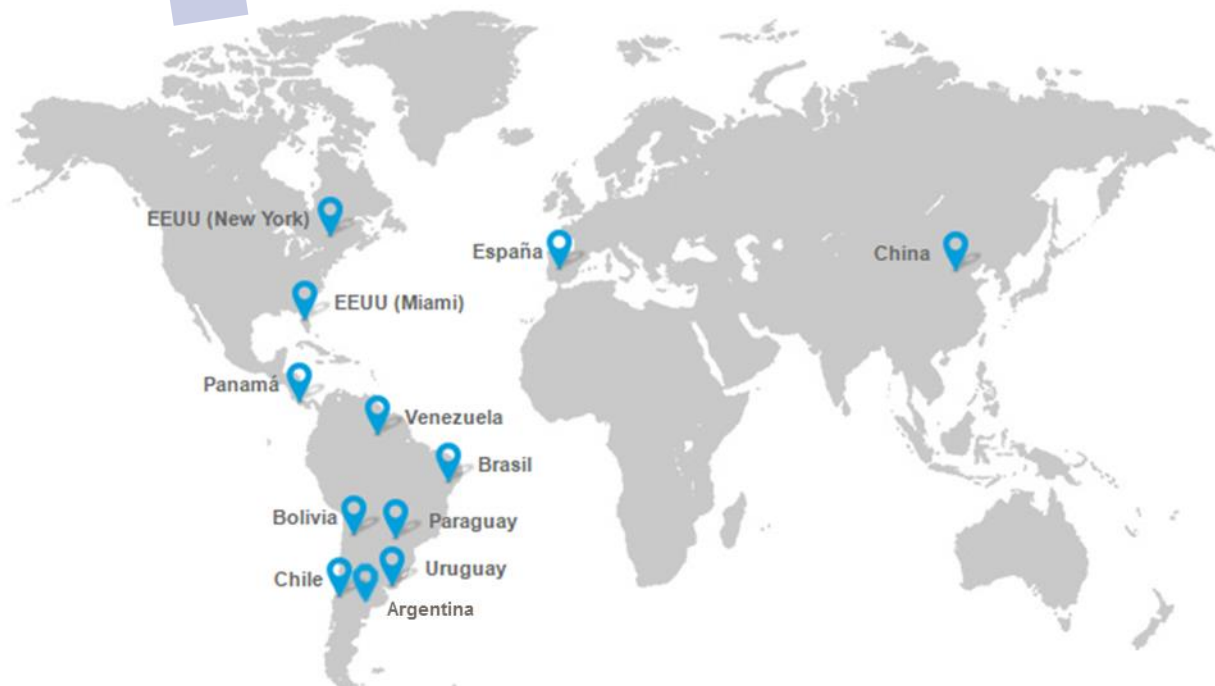 EEUU (New York)
España
China
EEUU (Miami)
Panamá
Venezuela
Brasil
Bolivia
Paraguay
Uruguay
Chile
Argentina